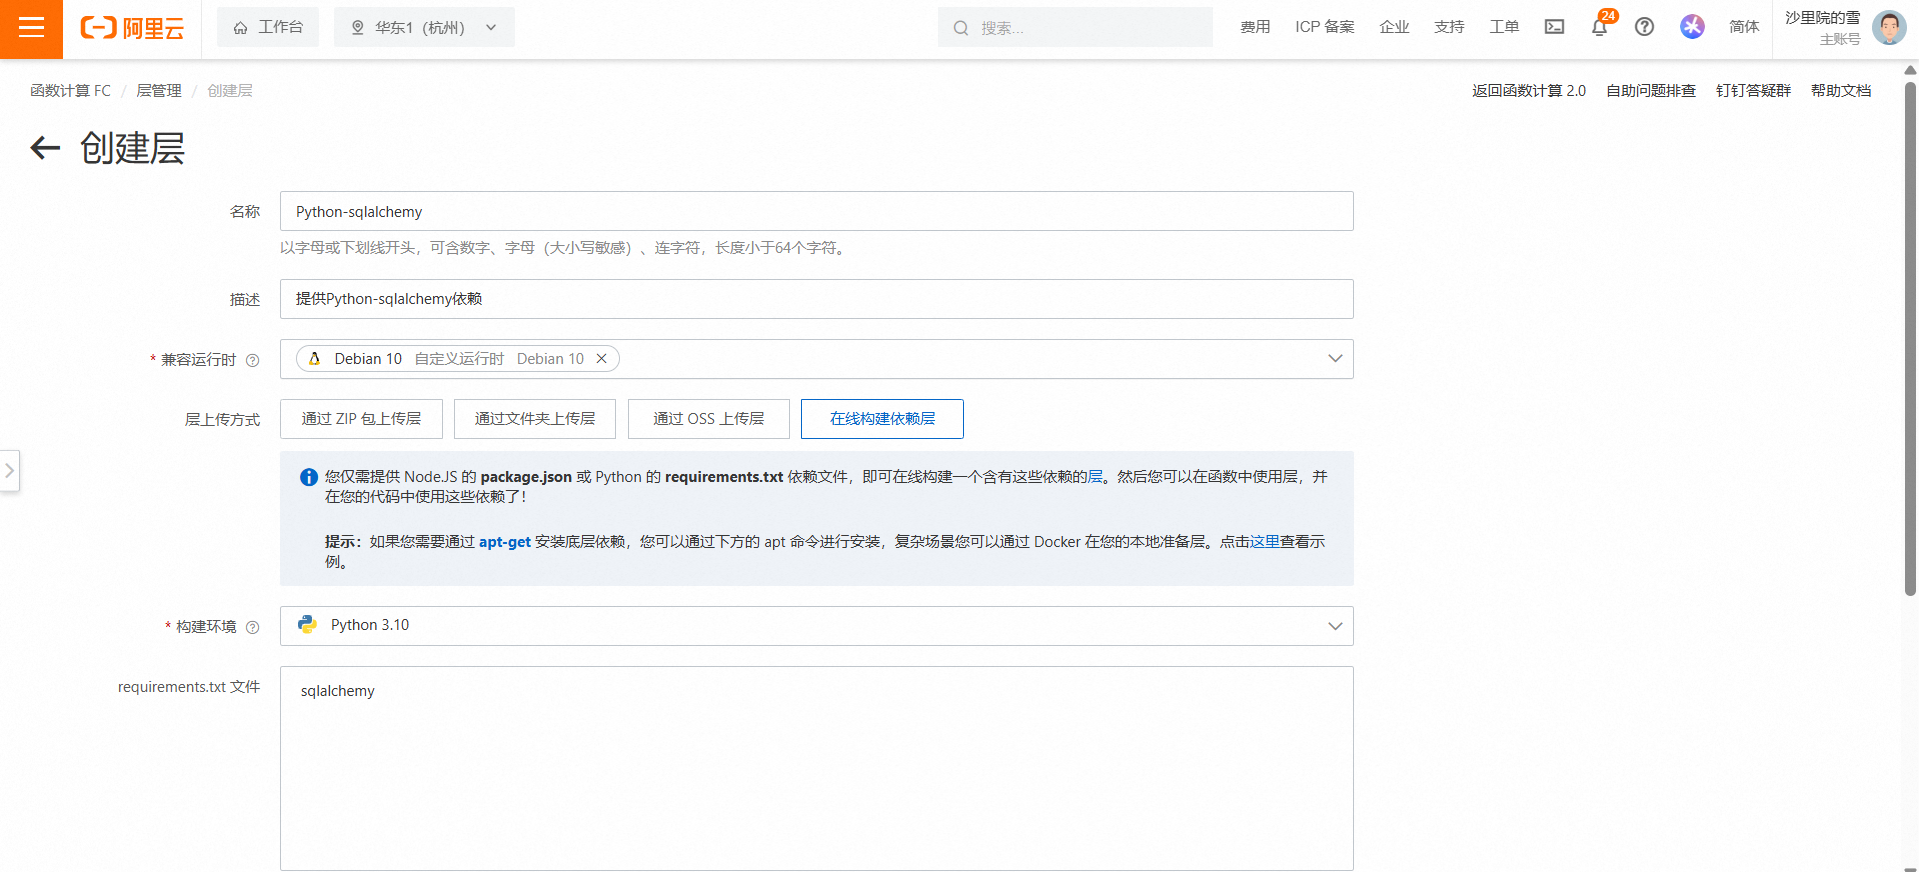 阿里云
工作台
华东1（杭州）
搜索...
费用
ICP 备案
企业
支持
工单
24
简体
沙里院的雪
主账号
函数计算 FC / 层管理 / 创建层
返回函数计算 2.0
自助问题排查
钉钉答疑群
帮助文档
创建层
名称
Python-sqlalchemy
以字母或下划线开头，可含数字、字母（大小写敏感）、连字符，长度小于64个字符。
描述
提供Python-sqlalchemy依赖
* 兼容运行时
Debian 10 自定义运行时 Debian 10
层上传方式
通过 ZIP 包上传层
通过文件夹上传层
通过 OSS 上传层
在线构建依赖层
您仅需提供 Node.JS 的 package.json 或 Python 的 requirements.txt 依赖文件，即可在线构建一个含有这些依赖的层。然后您可以在函数中使用层，并
在您的代码中使用这些依赖了！
提示：如果您需要通过 apt-get 安装底层依赖，您可以通过下方的 apt 命令进行安装，复杂场景您可以通过 Docker 在您的本地准备层。点击这里查看示
例。
* 构建环境
Python 3.10
requirements.txt 文件
sqlalchemy